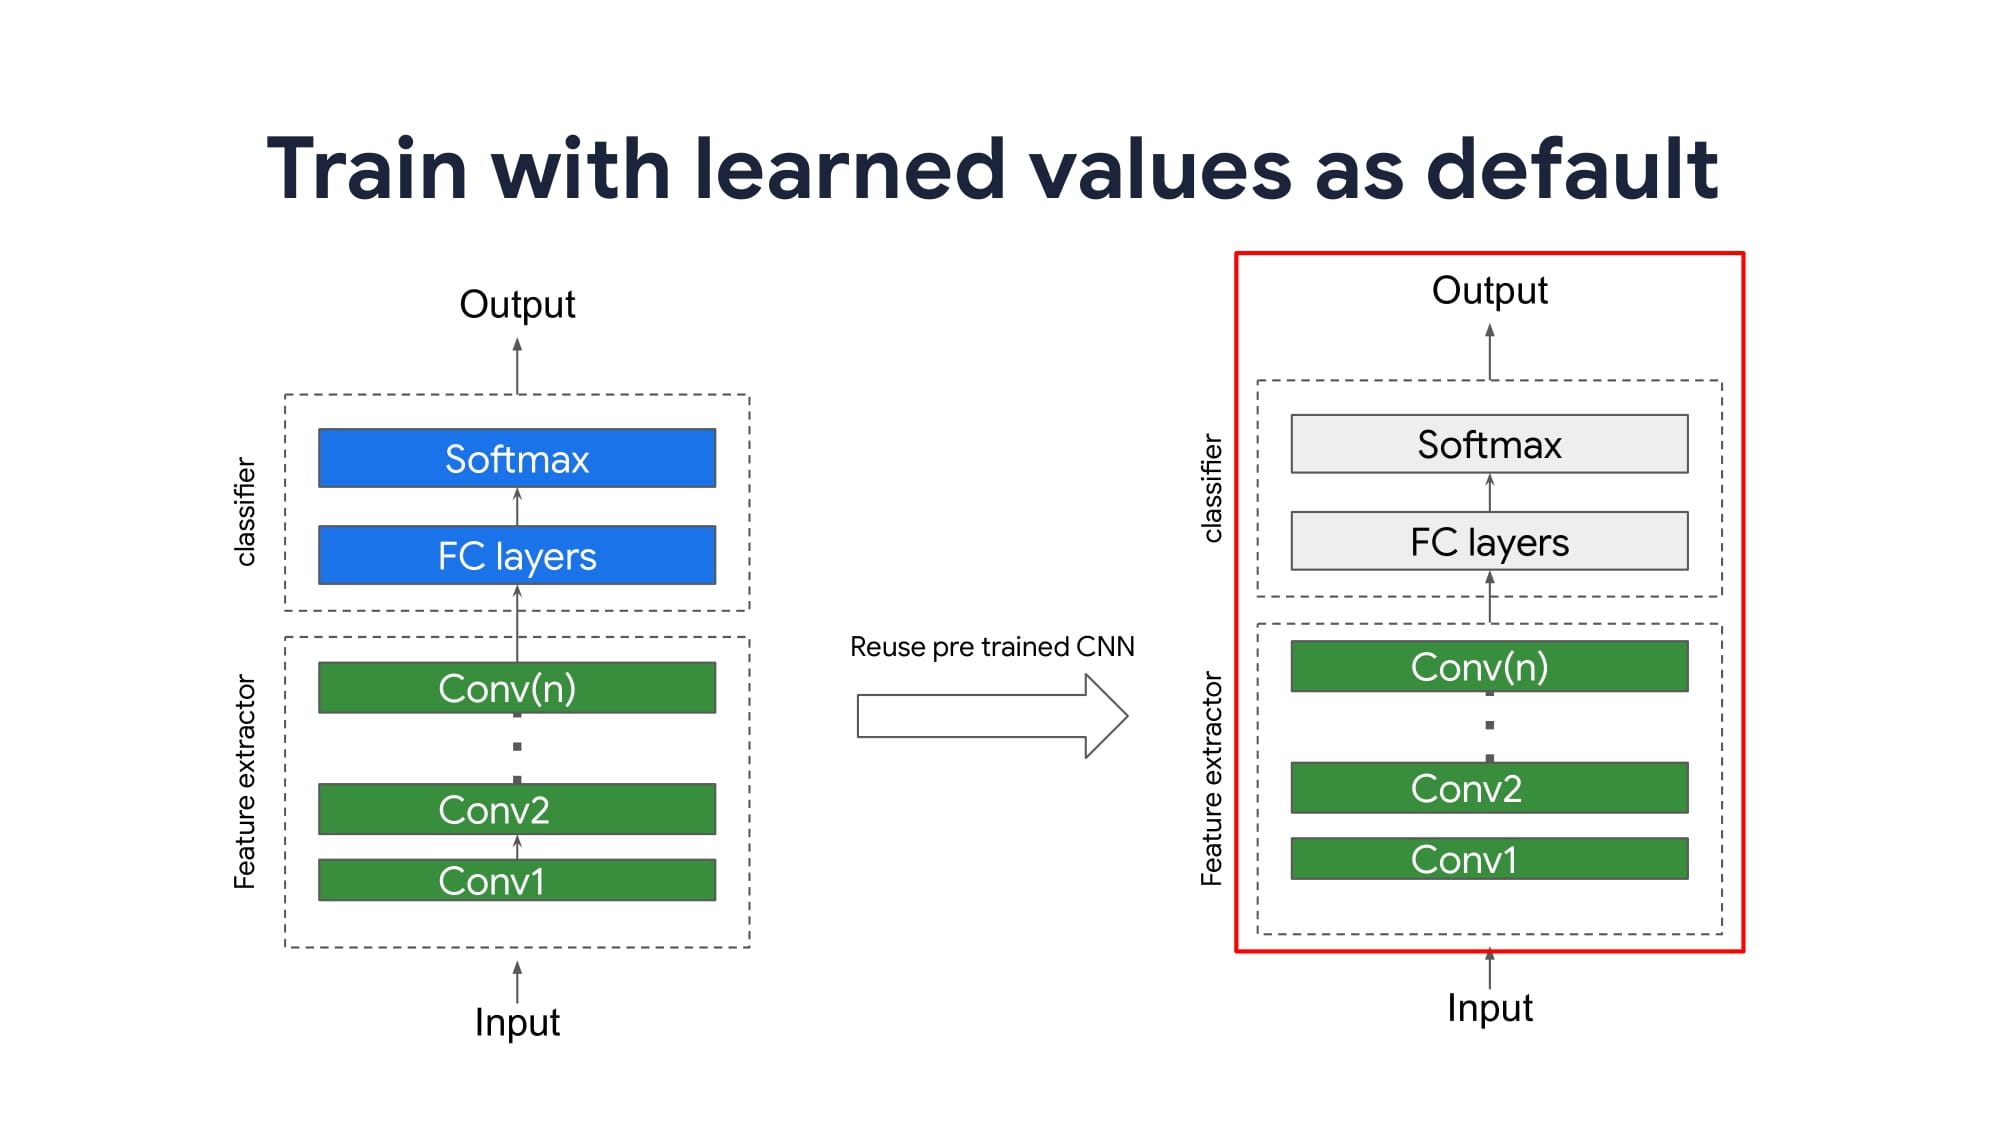 Train with learned values as default
Output
classifier
Softmax
FC layers
Feature extractor
Conv(n)
Conv2
Conv1
Input
Reuse pre trained CNN
Output
classifier
Softmax
FC layers
Feature extractor
Conv(n)
Conv2
Conv1
Input